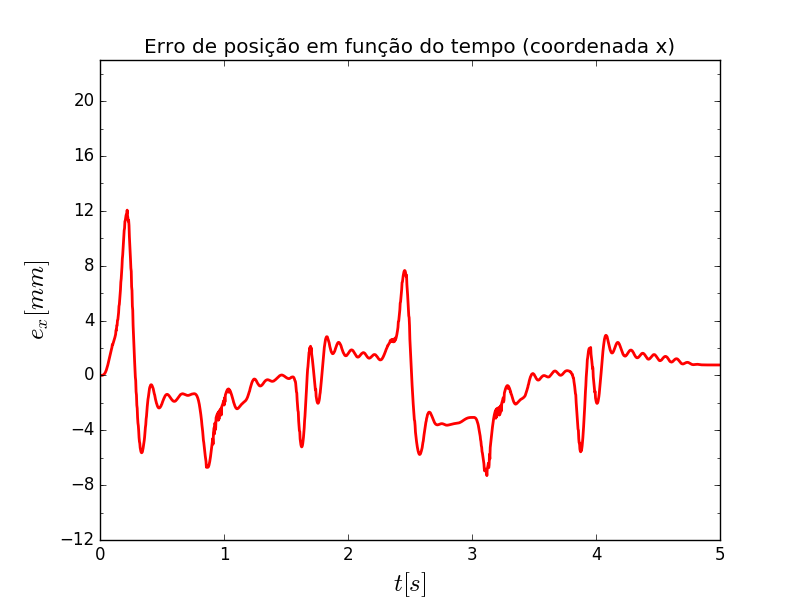 Erro de posição em função do tempo (coordenada x)
20
16
12
8
4
0
−4
−8
−12
e_x[mm]
0 1 2 3 4 5
t[s]